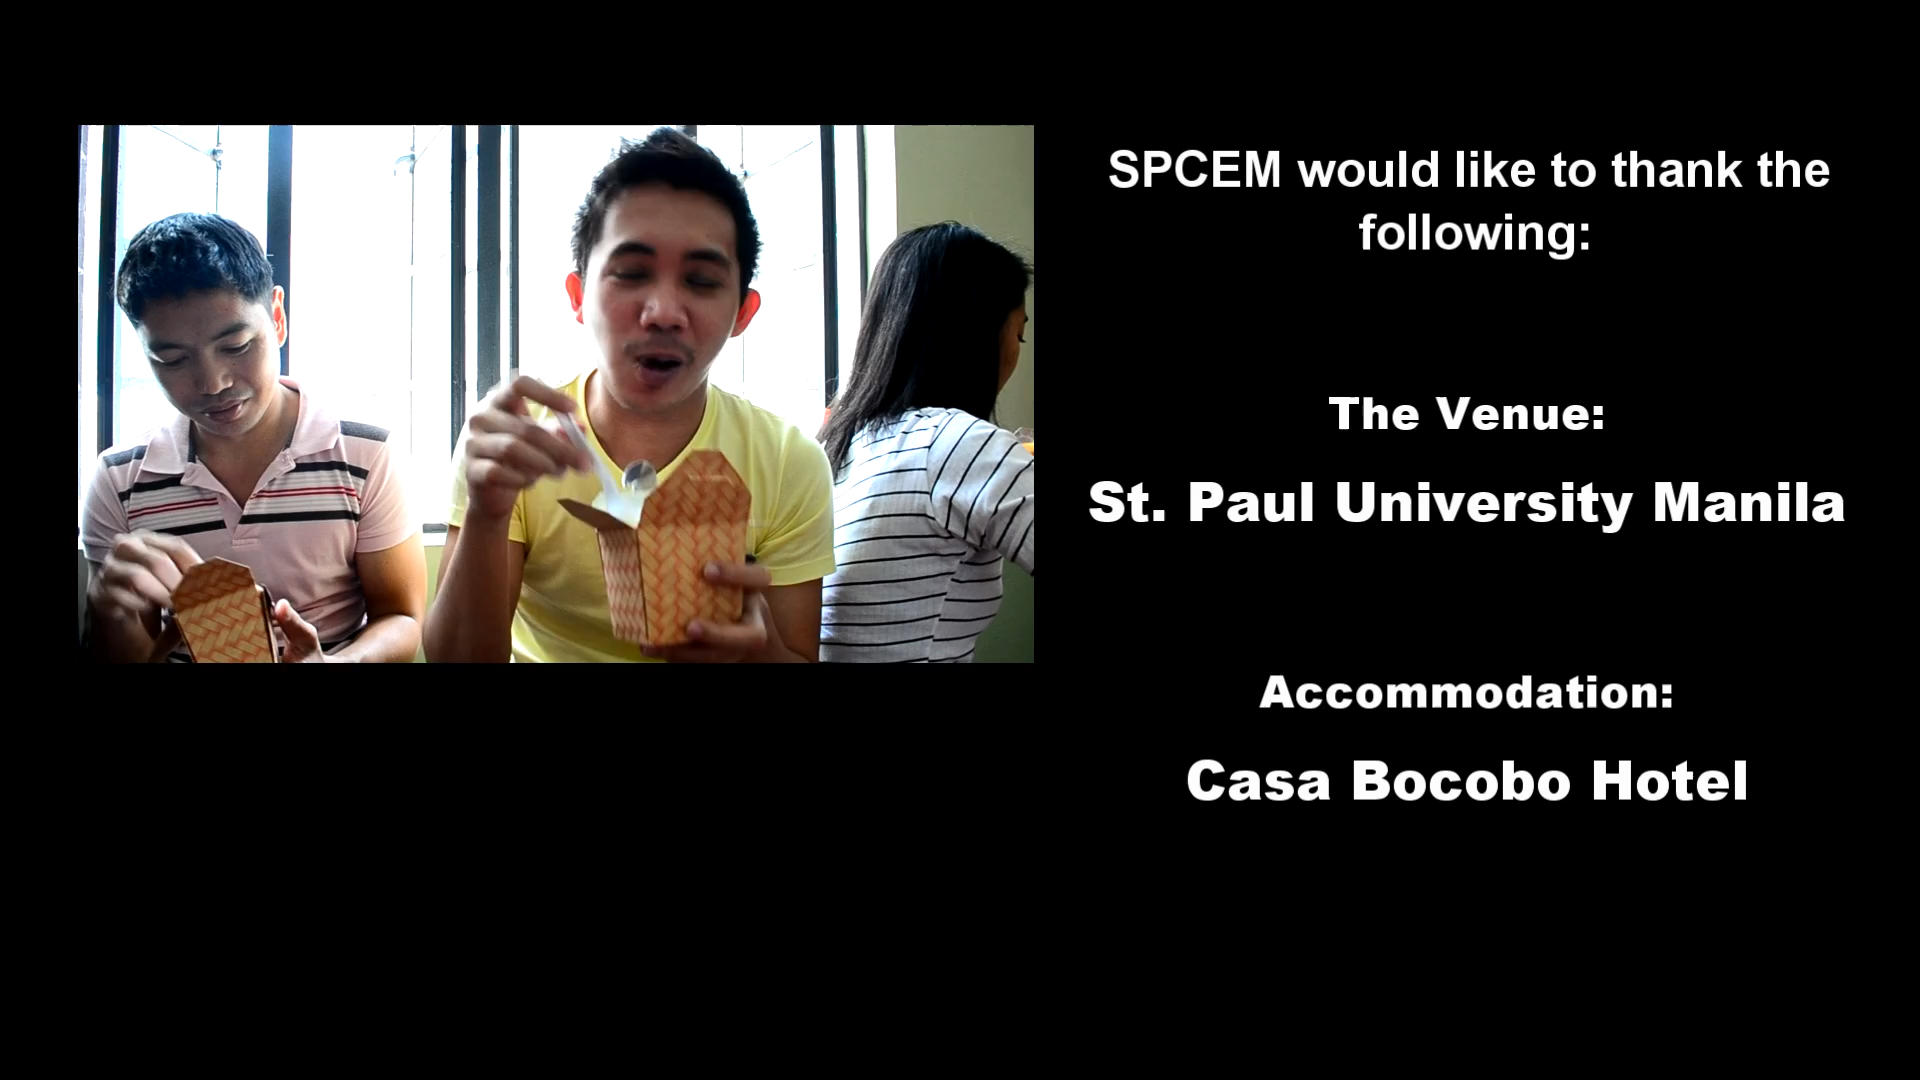 SPCEM would like to thank the
following:
The Venue:
St. Paul University Manila
Accommodation:
Casa Bocobo Hotel